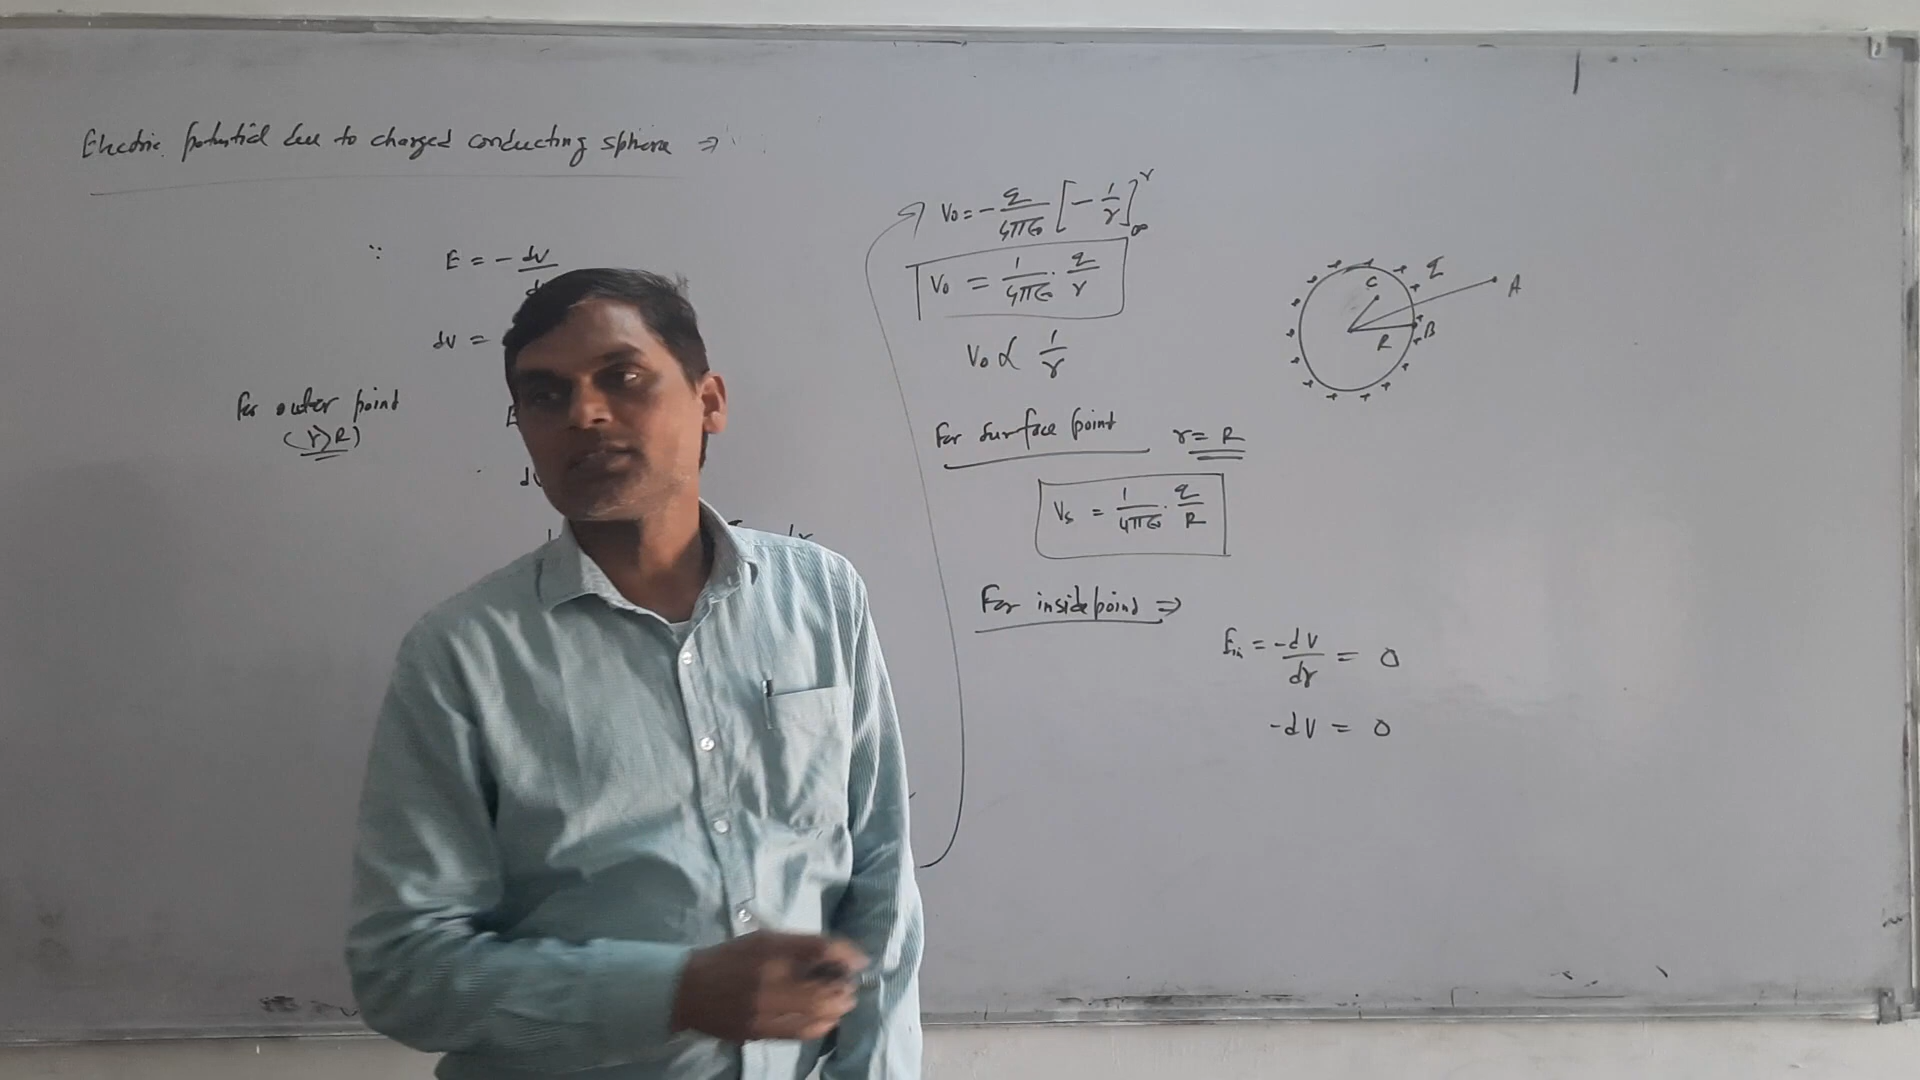 Electric potential due to charged conducting sphere ⇒
∵ E = - dv/
dv =
For outer point
(r>R)
V₀ = - q/4πε₀ [- 1/r]^r_∞
V₀ = 1/4πε₀ · q/r
V₀ ∝ 1/r
For surface point r = R
Vs = 1/4πε₀ · q/R
For inside point ⇒
Ein = -dV/dr = 0
-dV = 0
q
A
C
B
R